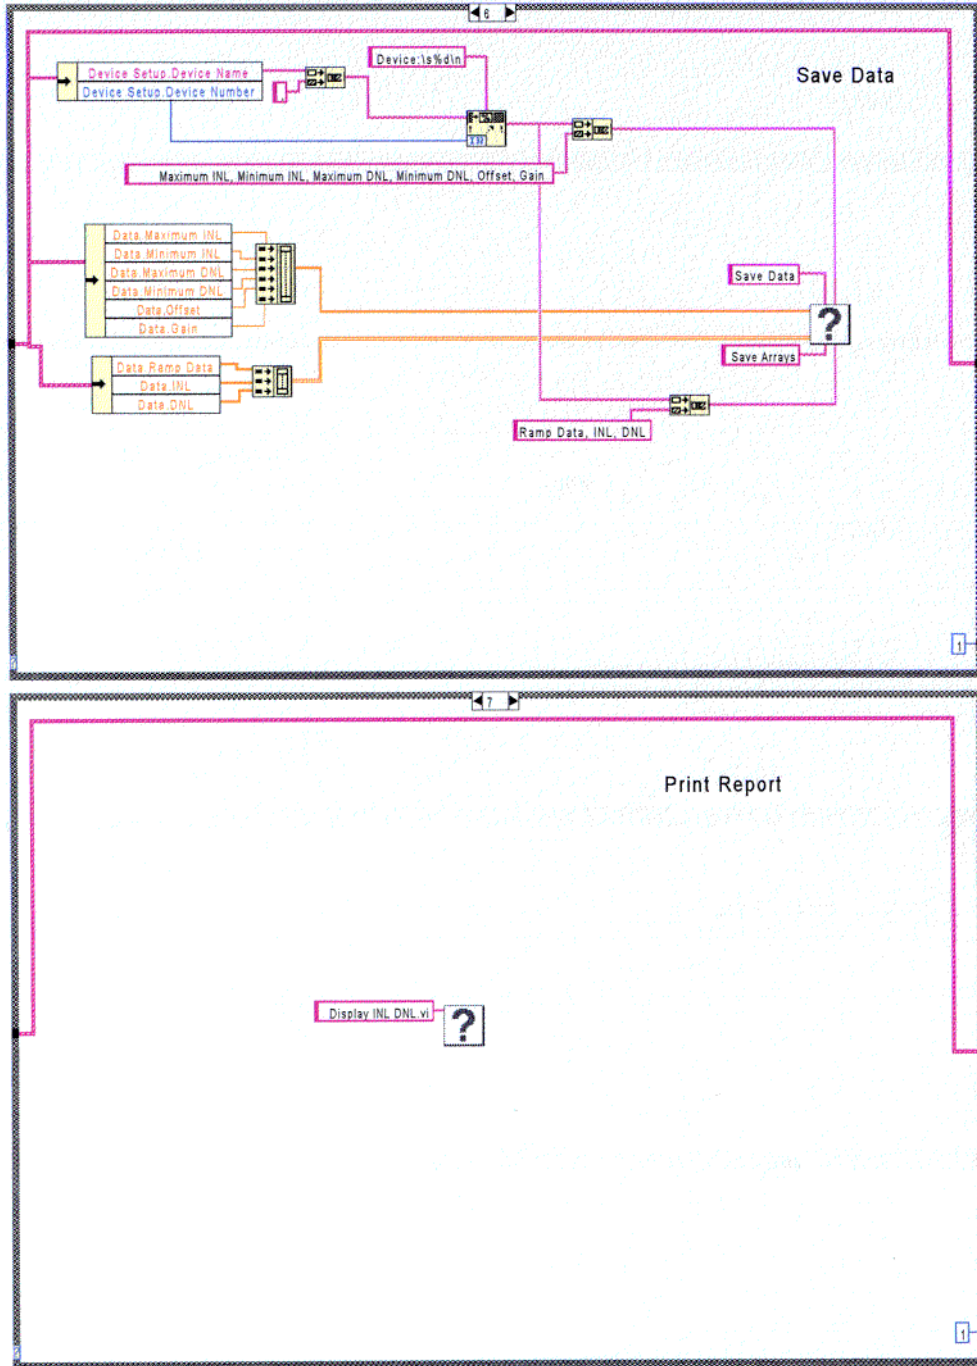 6
Save Data
Device:\s%d\n
Device Setup.Device Name
Device Setup.Device Number
Maximum INL, Minimum INL, Maximum DNL, Minimum DNL, Offset, Gain
Data.Maximum INL
Data.Minimum INL
Data.Maximum DNL
Data.Minimum DNL
Data.Offset
Data.Gain
Save Data
?
Save Arrays
Data.Ramp Data
Data.INL
Data.DNL
Ramp Data, INL, DNL
1
7
Print Report
Display INL DNL.vi
?
1